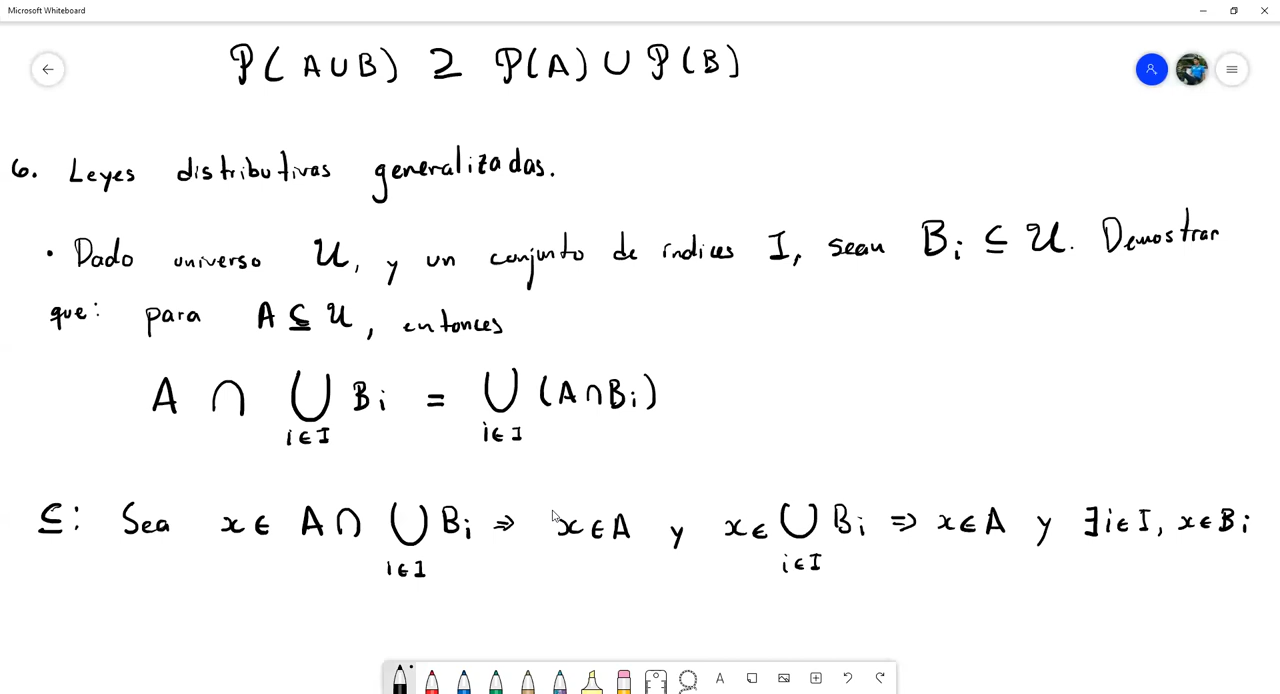 Microsoft Whiteboard
P(A∪B) ⊇ P(A) ∪ P(B)
6. Leyes distributivas generalizadas.
• Dado universo U, y un conjunto de índices I, sean Bi ⊆ U. Demostrar
que: para A ⊆ U, entonces
A ∩ ⋃ Bi = ⋃ (A∩Bi)
i∈I i∈I
⊆: Sea x∈ A∩ ⋃ Bi ⇒ x∈A y x∈ ⋃ Bi ⇒ x∈A y ∃i∈I, x∈Bi
i∈I i∈I
A